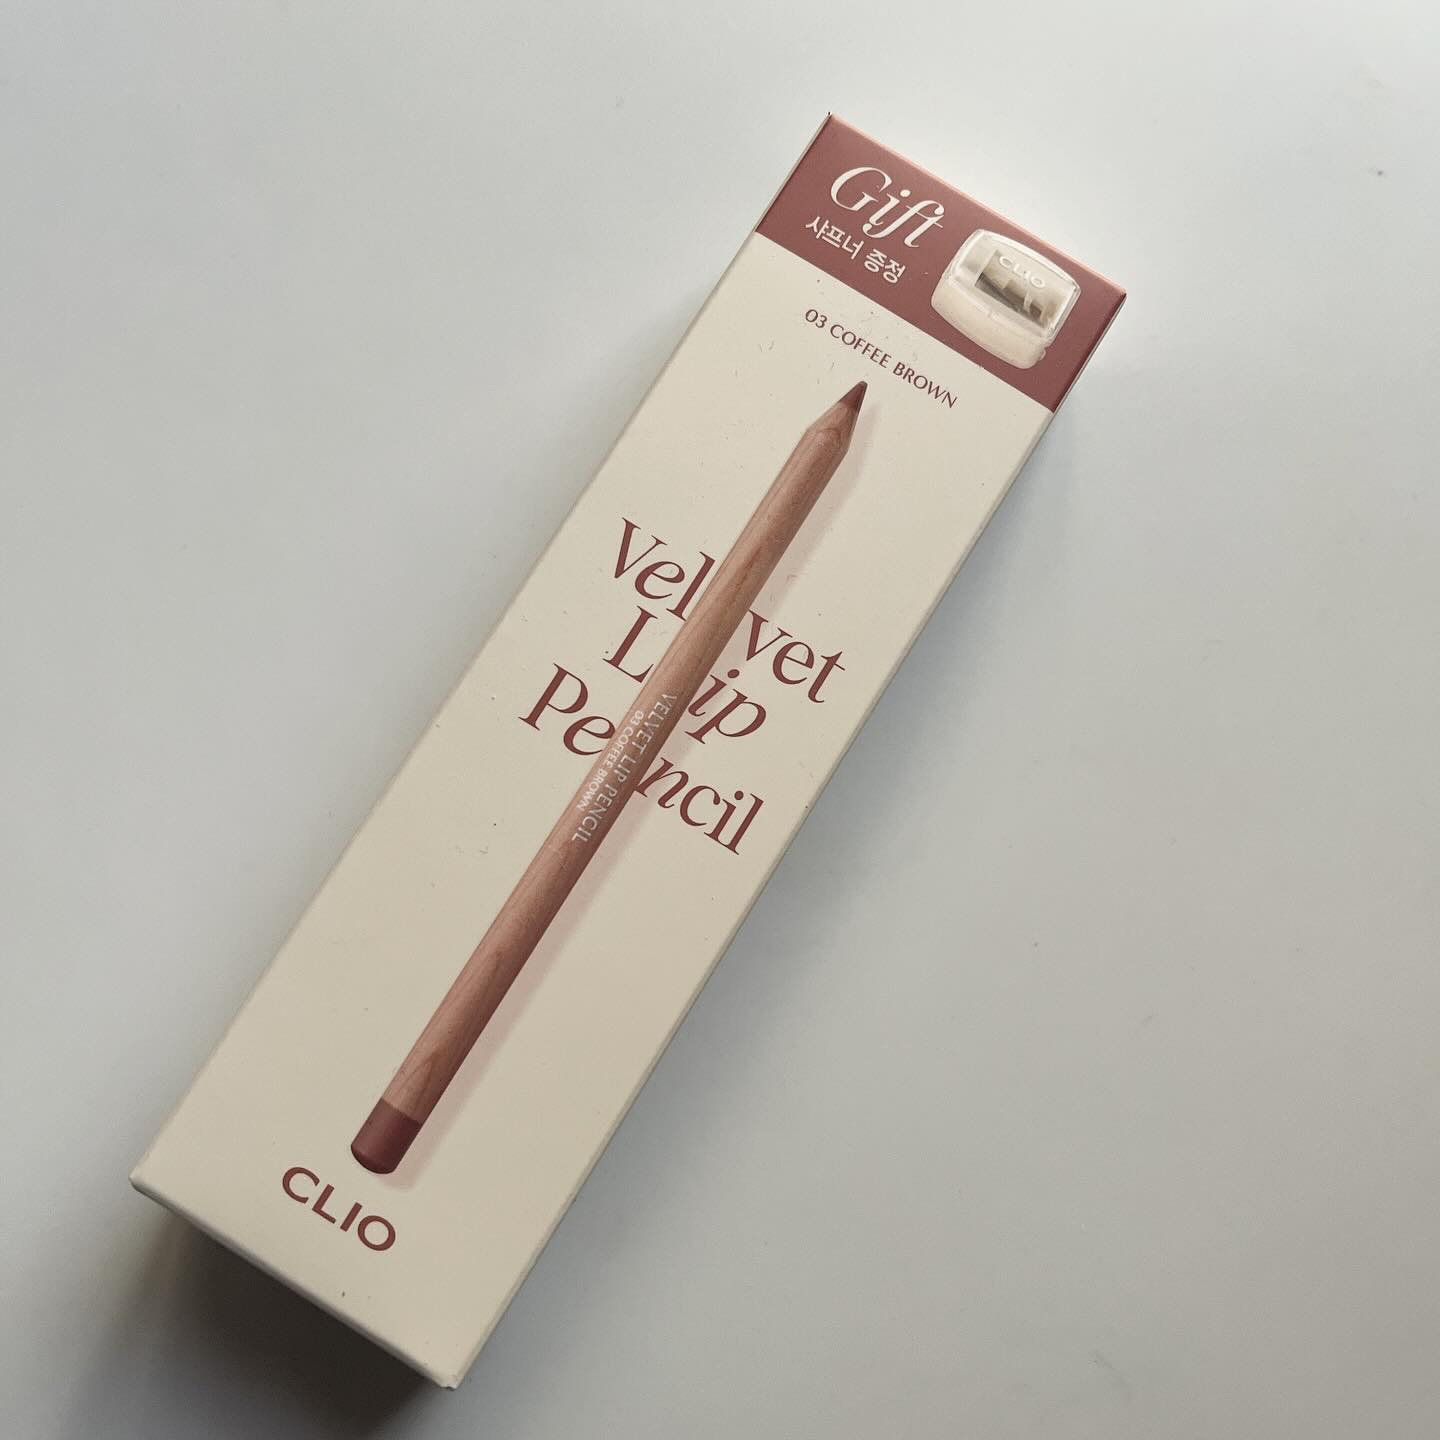 Gift
샤프너 증정
CLIO
03 COFFEE BROWN
Velvet
Lip
Pencil
VELVET LIP PENCIL
03 COFFEE BROWN
CLIO